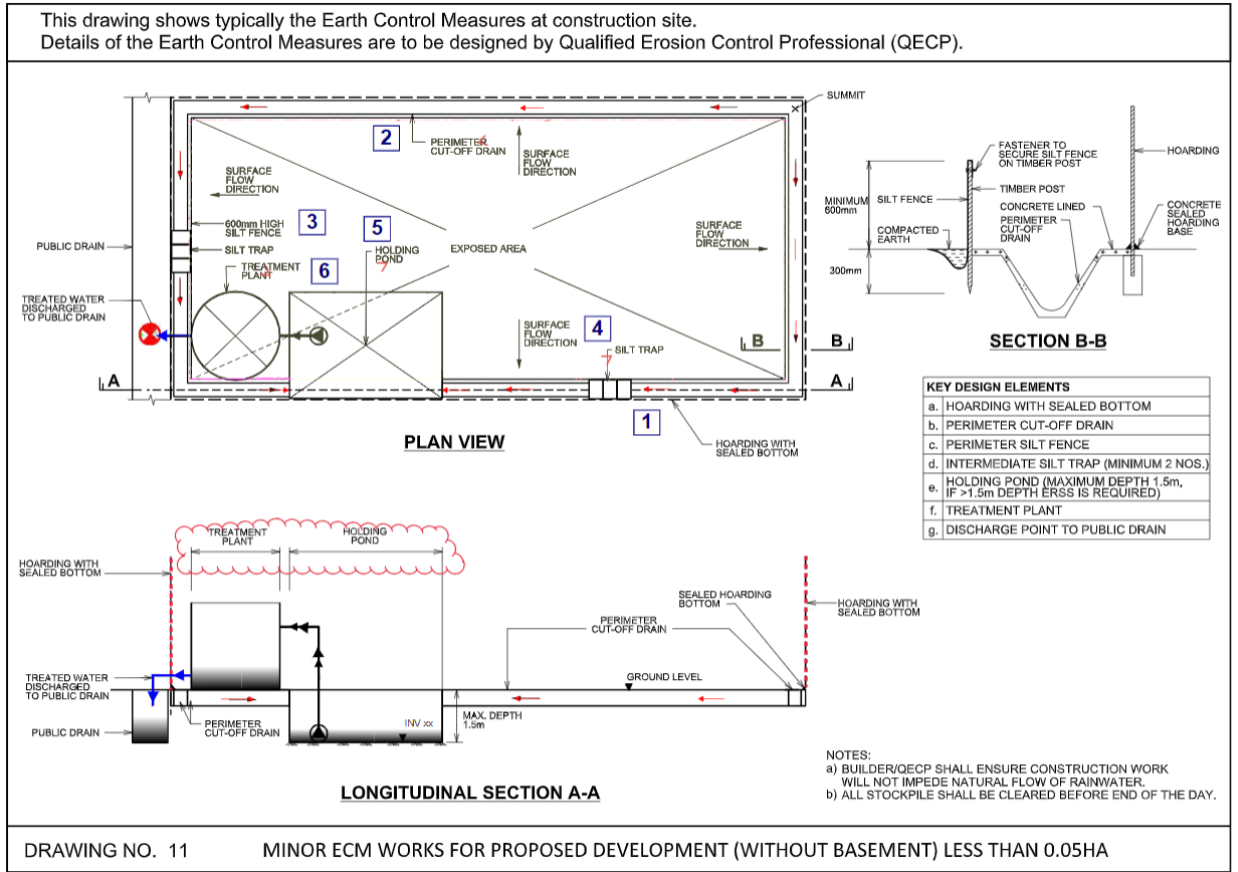 This drawing shows typically the Earth Control Measures at construction site.
Details of the Earth Control Measures are to be designed by Qualified Erosion Control Professional (QECP).
SUMMIT
2
PERIMETER
CUT-OFF DRAIN
SURFACE
FLOW
DIRECTION
SURFACE
FLOW
DIRECTION
3
600mm HIGH
SILT FENCE
5
SURFACE
FLOW
DIRECTION
PUBLIC DRAIN
SILT TRAP
HOLDING
POND
EXPOSED AREA
TREATMENT
PLANT
6
TREATED WATER
DISCHARGED
TO PUBLIC DRAIN
SURFACE
FLOW
DIRECTION
4
SILT TRAP
B
B
A
A
1
HOARDING WITH
SEALED BOTTOM
PLAN VIEW
FASTENER TO
SECURE SILT FENCE
ON TIMBER POST
HOARDING
TIMBER POST
MINIMUM
600mm
SILT FENCE
CONCRETE LINED
PERIMETER
CUT-OFF
DRAIN
CONCRETE
SEALED
HOARDING
BASE
COMPACTED
EARTH
300mm
SECTION B-B
KEY DESIGN ELEMENTS
a. HOARDING WITH SEALED BOTTOM
b. PERIMETER CUT-OFF DRAIN
c. PERIMETER SILT FENCE
d. INTERMEDIATE SILT TRAP (MINIMUM 2 NOS.)
e. HOLDING POND (MAXIMUM DEPTH 1.5m,
IF >1.5m DEPTH ERSS IS REQUIRED)
f. TREATMENT PLANT
g. DISCHARGE POINT TO PUBLIC DRAIN
TREATMENT
PLANT
HOLDING
POND
HOARDING WITH
SEALED BOTTOM
SEALED HOARDING
BOTTOM
HOARDING WITH
SEALED BOTTOM
PERIMETER
CUT-OFF DRAIN
GROUND LEVEL
TREATED WATER
DISCHARGED
TO PUBLIC DRAIN
PUBLIC DRAIN
PERIMETER
CUT-OFF DRAIN
INV xx
MAX. DEPTH
1.5m
LONGITUDINAL SECTION A-A
NOTES:
a) BUILDER/QECP SHALL ENSURE CONSTRUCTION WORK
WILL NOT IMPEDE NATURAL FLOW OF RAINWATER.
b) ALL STOCKPILE SHALL BE CLEARED BEFORE END OF THE DAY.
DRAWING NO. 11 MINOR ECM WORKS FOR PROPOSED DEVELOPMENT (WITHOUT BASEMENT) LESS THAN 0.05HA